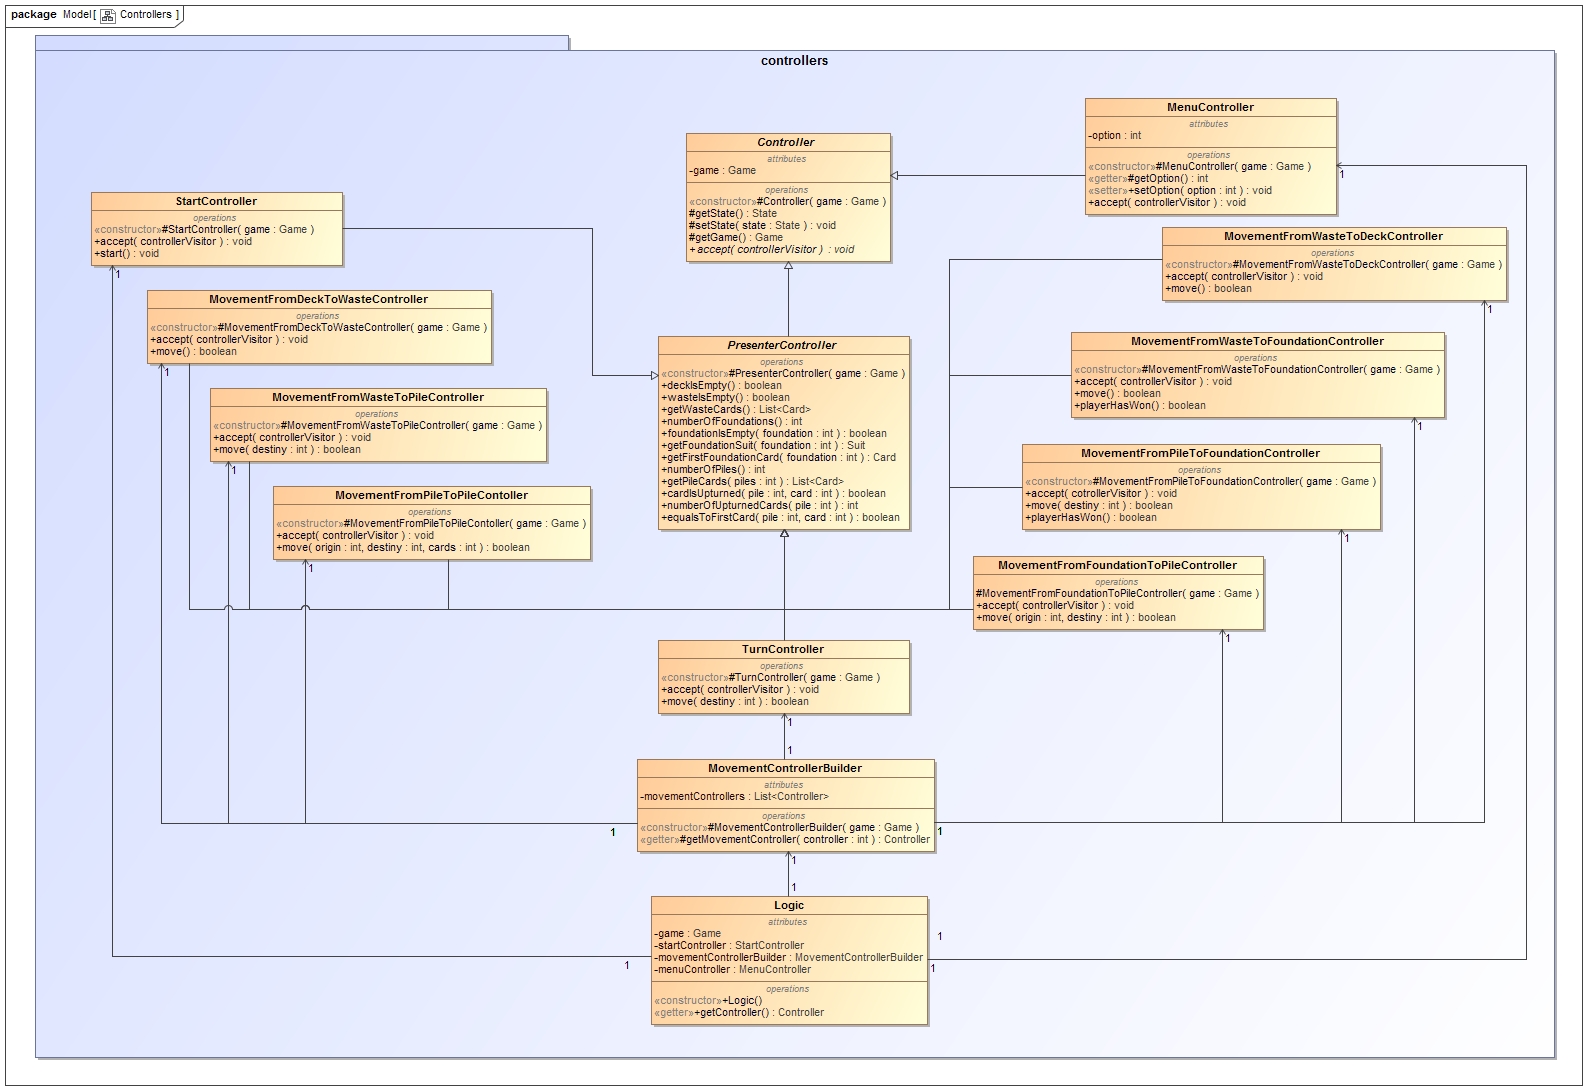 package Model[ Controllers ]
controllers
MenuController
attributes
-option : int
operations
«constructor»#MenuController( game : Game )
«getter»#getOption() : int
«setter»+setOption( option : int ) : void
+accept( controllerVisitor ) : void
1
Controller
attributes
-game : Game
operations
«constructor»#Controller( game : Game )
#getState() : State
#setState( state : State ) : void
#getGame() : Game
+accept( controllerVisitor ) : void
StartController
operations
«constructor»#StartController( game : Game )
+accept( controllerVisitor ) : void
+start() : void
1
MovementFromWasteToDeckController
operations
«constructor»#MovementFromWasteToDeckController( game : Game )
+accept( controllerVisitor ) : void
+move() : boolean
1
MovementFromDeckToWasteController
operations
«constructor»#MovementFromDeckToWasteController( game : Game )
+accept( controllerVisitor ) : void
+move() : boolean
1
PresenterController
operations
«constructor»#PresenterController( game : Game )
+deckIsEmpty() : boolean
+wasteIsEmpty() : boolean
+getWasteCards() : List<Card>
+numberOfFoundations() : int
+foundationIsEmpty( foundation : int ) : boolean
+getFoundationSuit( foundation : int ) : Suit
+getFirstFoundationCard( foundation : int ) : Card
+numberOfPiles() : int
+getPileCards( piles : int ) : List<Card>
+cardIsUpturned( pile : int, card : int ) : boolean
+numberOfUpturnedCards( pile : int ) : int
+equalsToFirstCard( pile : int, card : int ) : boolean
MovementFromWasteToFoundationController
operations
«constructor»#MovementFromWasteToFoundationController( game : Game )
+accept( controllerVisitor ) : void
+move() : boolean
+playerHasWon() : boolean
1
MovementFromWasteToPileController
operations
«constructor»#MovementFromWasteToPileController( game : Game )
+accept( controllerVisitor ) : void
+move( destiny : int ) : boolean
1
MovementFromPileToFoundationController
operations
«constructor»#MovementFromPileToFoundationController( game : Game )
+accept( cotrollerVisitor ) : void
+move( destiny : int ) : boolean
+playerHasWon() : boolean
1
MovementFromPileToPileContoller
operations
«constructor»#MovementFromPileToPileContoller( game : Game )
+accept( controllerVisitor ) : void
+move( origin : int, destiny : int, cards : int ) : boolean
1
MovementFromFoundationToPileController
operations
#MovementFromFoundationToPileController( game : Game )
+accept( controllerVisitor ) : void
+move( origin : int, destiny : int ) : boolean
1
TurnController
operations
«constructor»#TurnController( game : Game )
+accept( controllerVisitor ) : void
+move( destiny : int ) : boolean
1
1
MovementControllerBuilder
attributes
-movementControllers : List<Controller>
operations
«constructor»#MovementControllerBuilder( game : Game )
«getter»#getMovementController( controller : int ) : Controller
1
1
1
1
Logic
attributes
-game : Game
-startController : StartController
-movementControllerBuilder : MovementControllerBuilder
-menuController : MenuController
operations
«constructor»+Logic()
«getter»+getController() : Controller
1
1
1